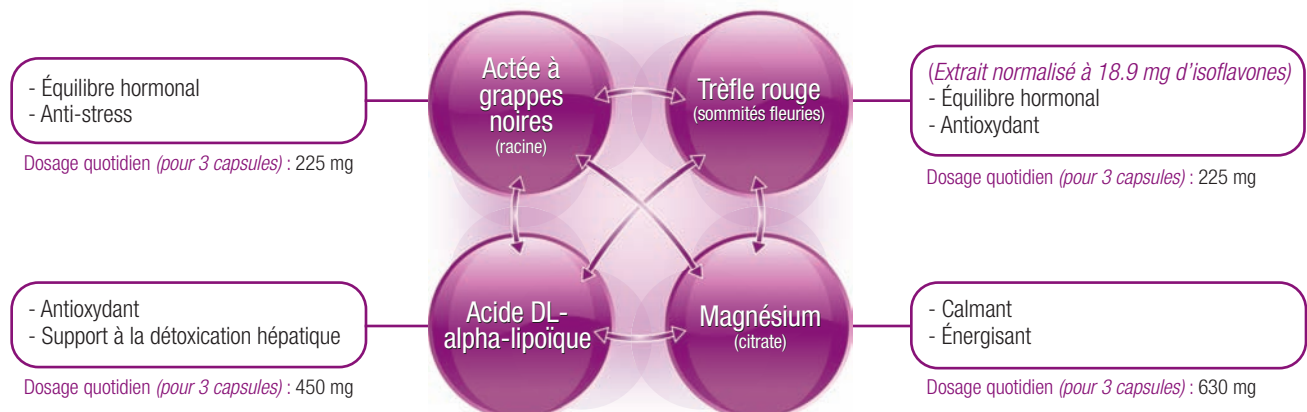 Actée à
grappes
noires
(racine)
- Équilibre hormonal
- Anti-stress
Dosage quotidien (pour 3 capsules) : 225 mg
Trèfle rouge
(sommités fleuries)
(Extrait normalisé à 18.9 mg d'isoflavones)
- Équilibre hormonal
- Antioxydant
Dosage quotidien (pour 3 capsules) : 225 mg
Acide DL-
alpha-lipoïque
- Antioxydant
- Support à la détoxication hépatique
Dosage quotidien (pour 3 capsules) : 450 mg
Magnésium
(citrate)
- Calmant
- Énergisant
Dosage quotidien (pour 3 capsules) : 630 mg